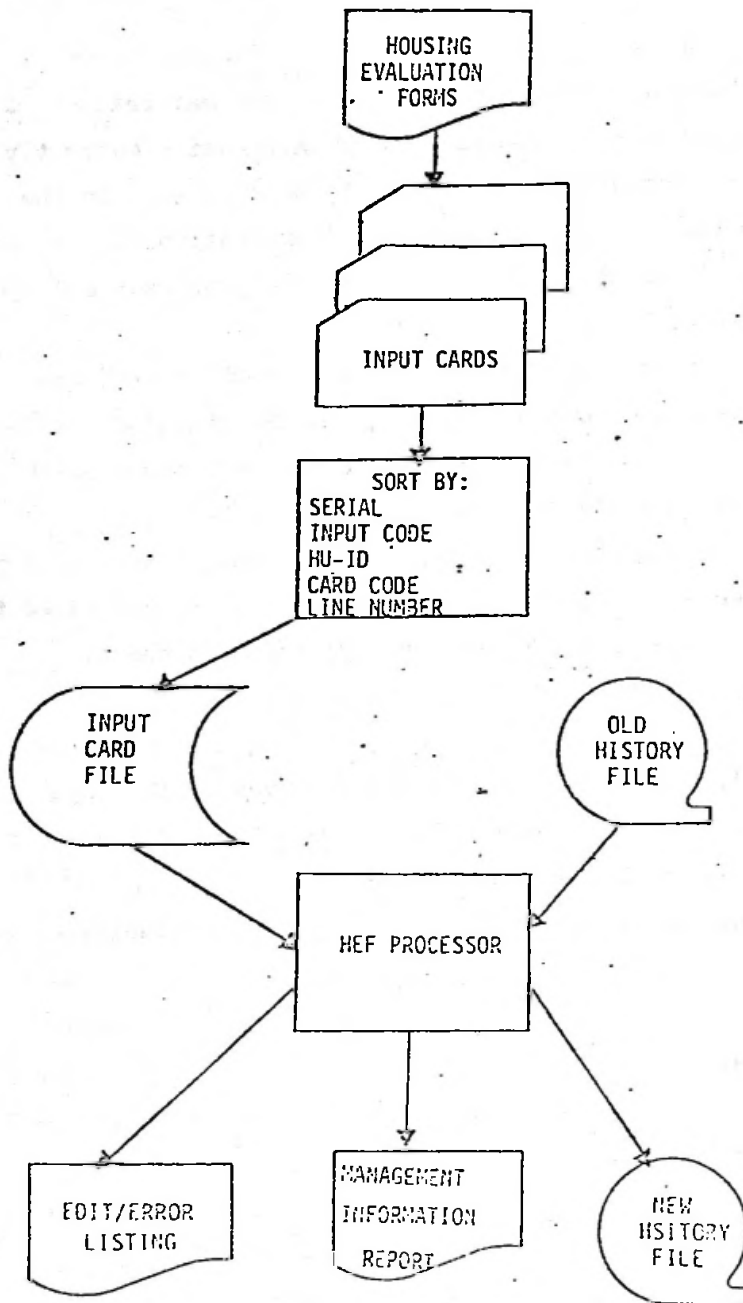 HOUSING
EVALUATION
FORMS
INPUT CARDS
SORT BY:
SERIAL
INPUT CODE
HU-ID
CARD CODE
LINE NUMBER
INPUT
CARD
FILE
OLD
HISTORY
FILE
HEF PROCESSOR
EDIT/ERROR
LISTING
MANAGEMENT
INFORMATION
REPORT
NEW
HSITORY
FILE